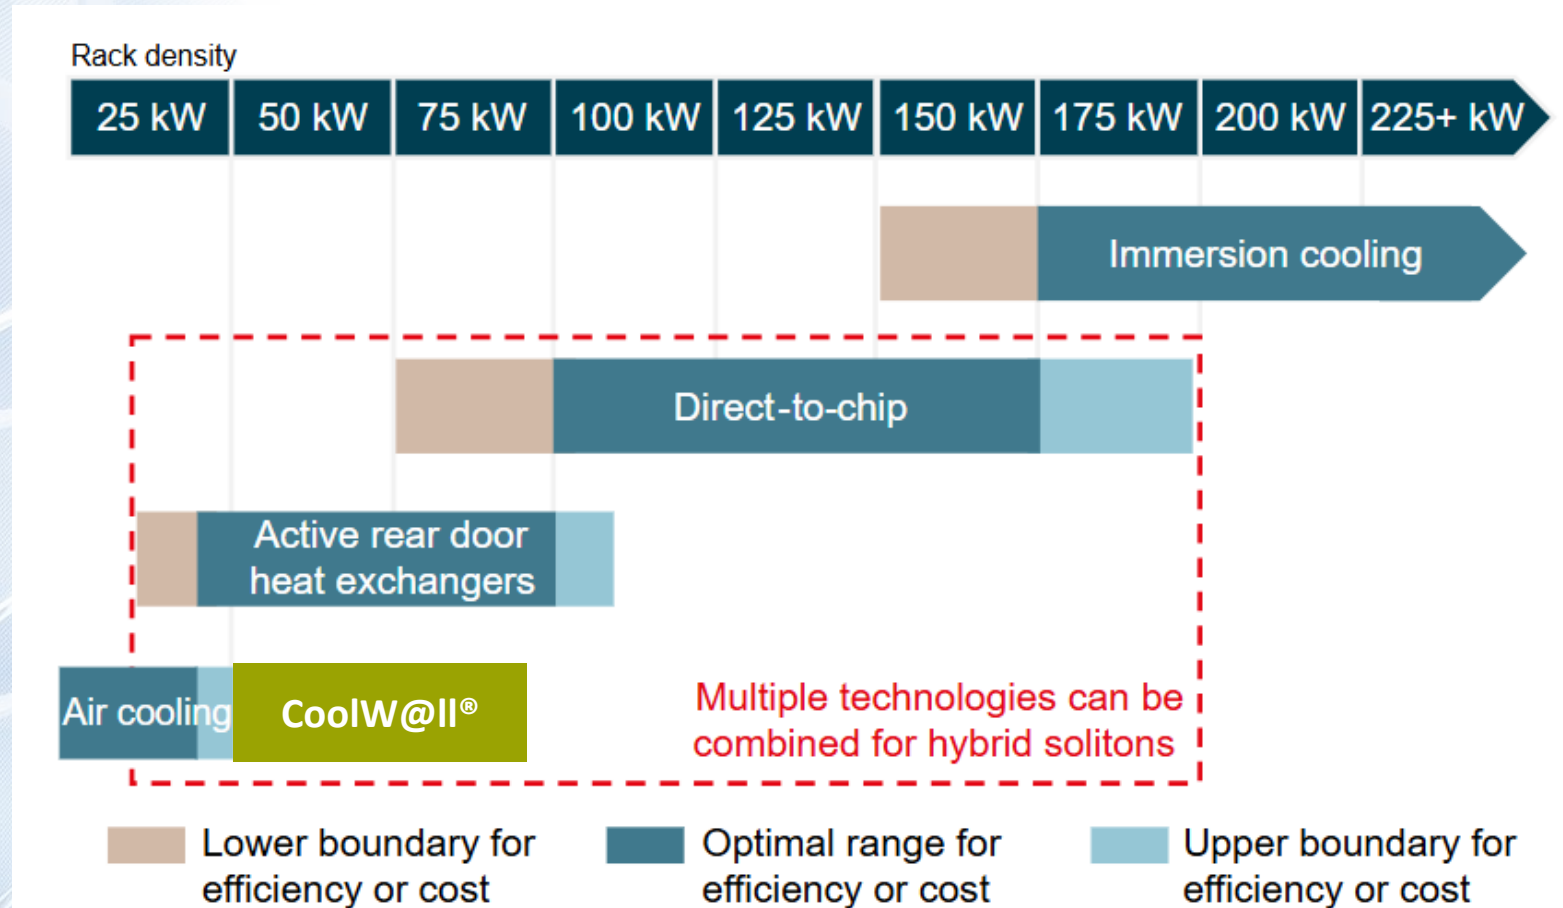 Rack density
25 kW 50 kW 75 kW 100 kW 125 kW 150 kW 175 kW 200 kW 225+ kW
Immersion cooling
Direct-to-chip
Active rear door
heat exchangers
Air cooling
CoolW@ll®
Multiple technologies can be
combined for hybrid solitons
Lower boundary for
efficiency or cost
Optimal range for
efficiency or cost
Upper boundary for
efficiency or cost